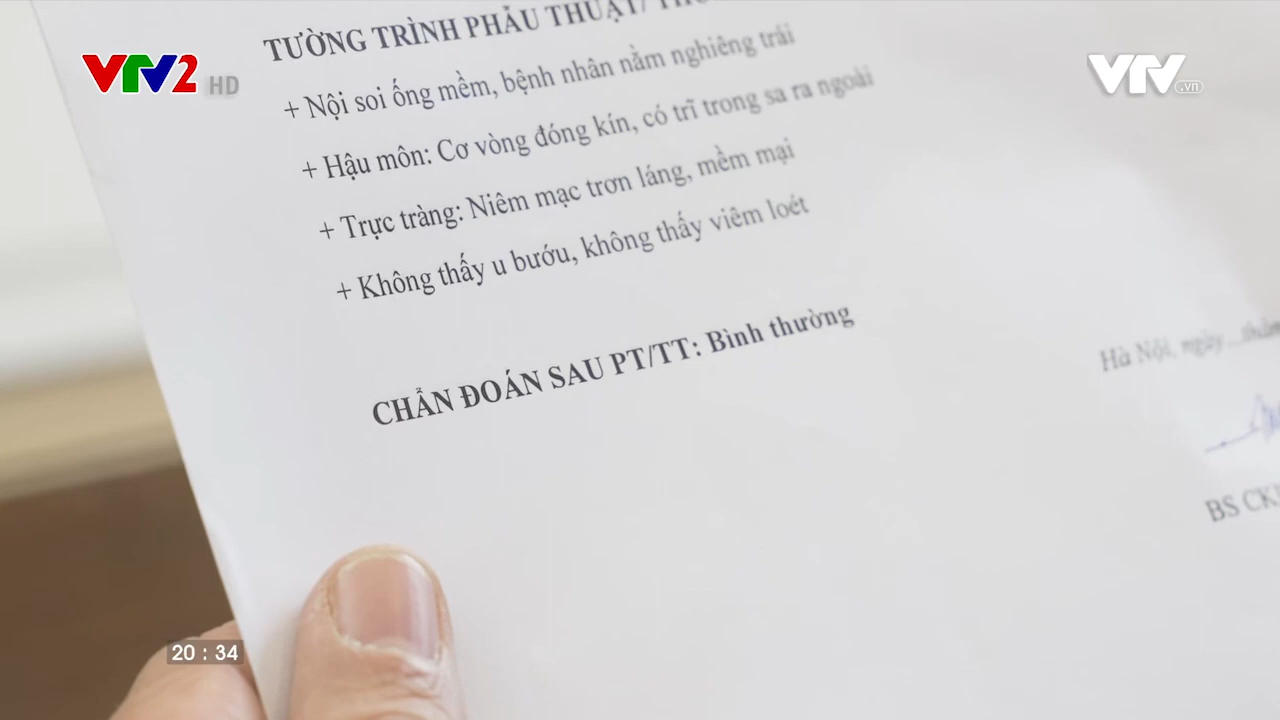 VTV2 HD
VTV.vn
TƯỜNG TRÌNH PHẪU THUẬT/
+ Nội soi ống mềm, bệnh nhân nằm nghiêng trái
+ Hậu môn: Cơ vòng đóng kín, có trĩ trong sa ra ngoài
+ Trực tràng: Niêm mạc trơn láng, mềm mại
+ Không thấy u bướu, không thấy viêm loét
CHẨN ĐOÁN SAU PT/TT: Bình thường
Hà Nội, ngày
BS
20 : 34